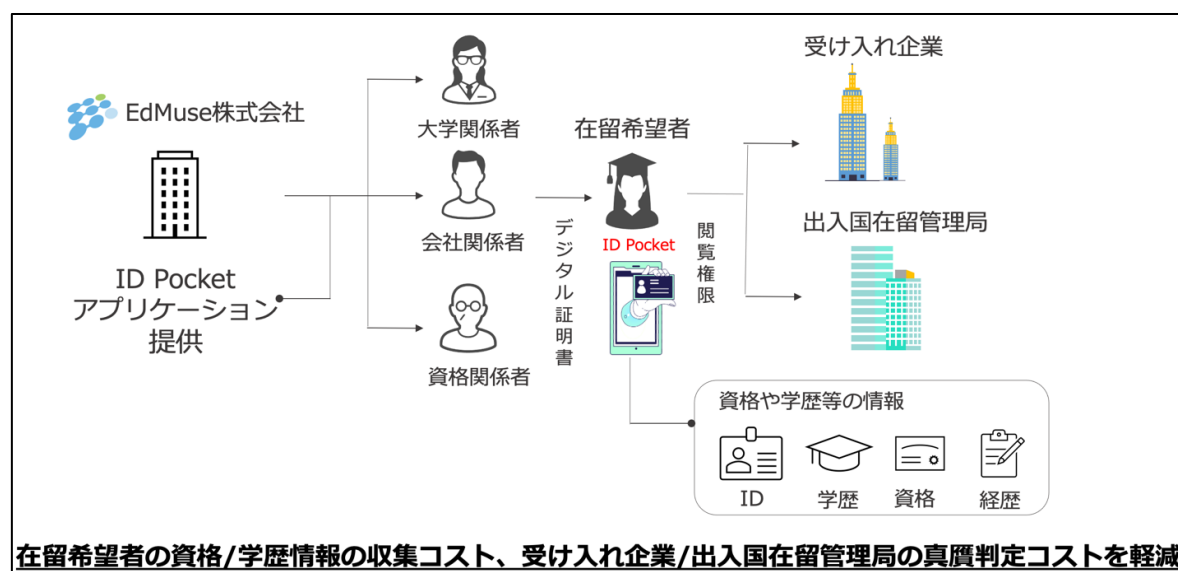 EdMuse株式会社
ID Pocket
アプリケーション
提供
大学関係者
会社関係者
資格関係者
デジタル証明書
在留希望者
ID Pocket
閲覧権限
受け入れ企業
出入国在留管理局
資格や学歴等の情報
ID
学歴
資格
経歴
在留希望者の資格/学歴情報の収集コスト、受け入れ企業/出入国在留管理局の真贋判定コストを軽減